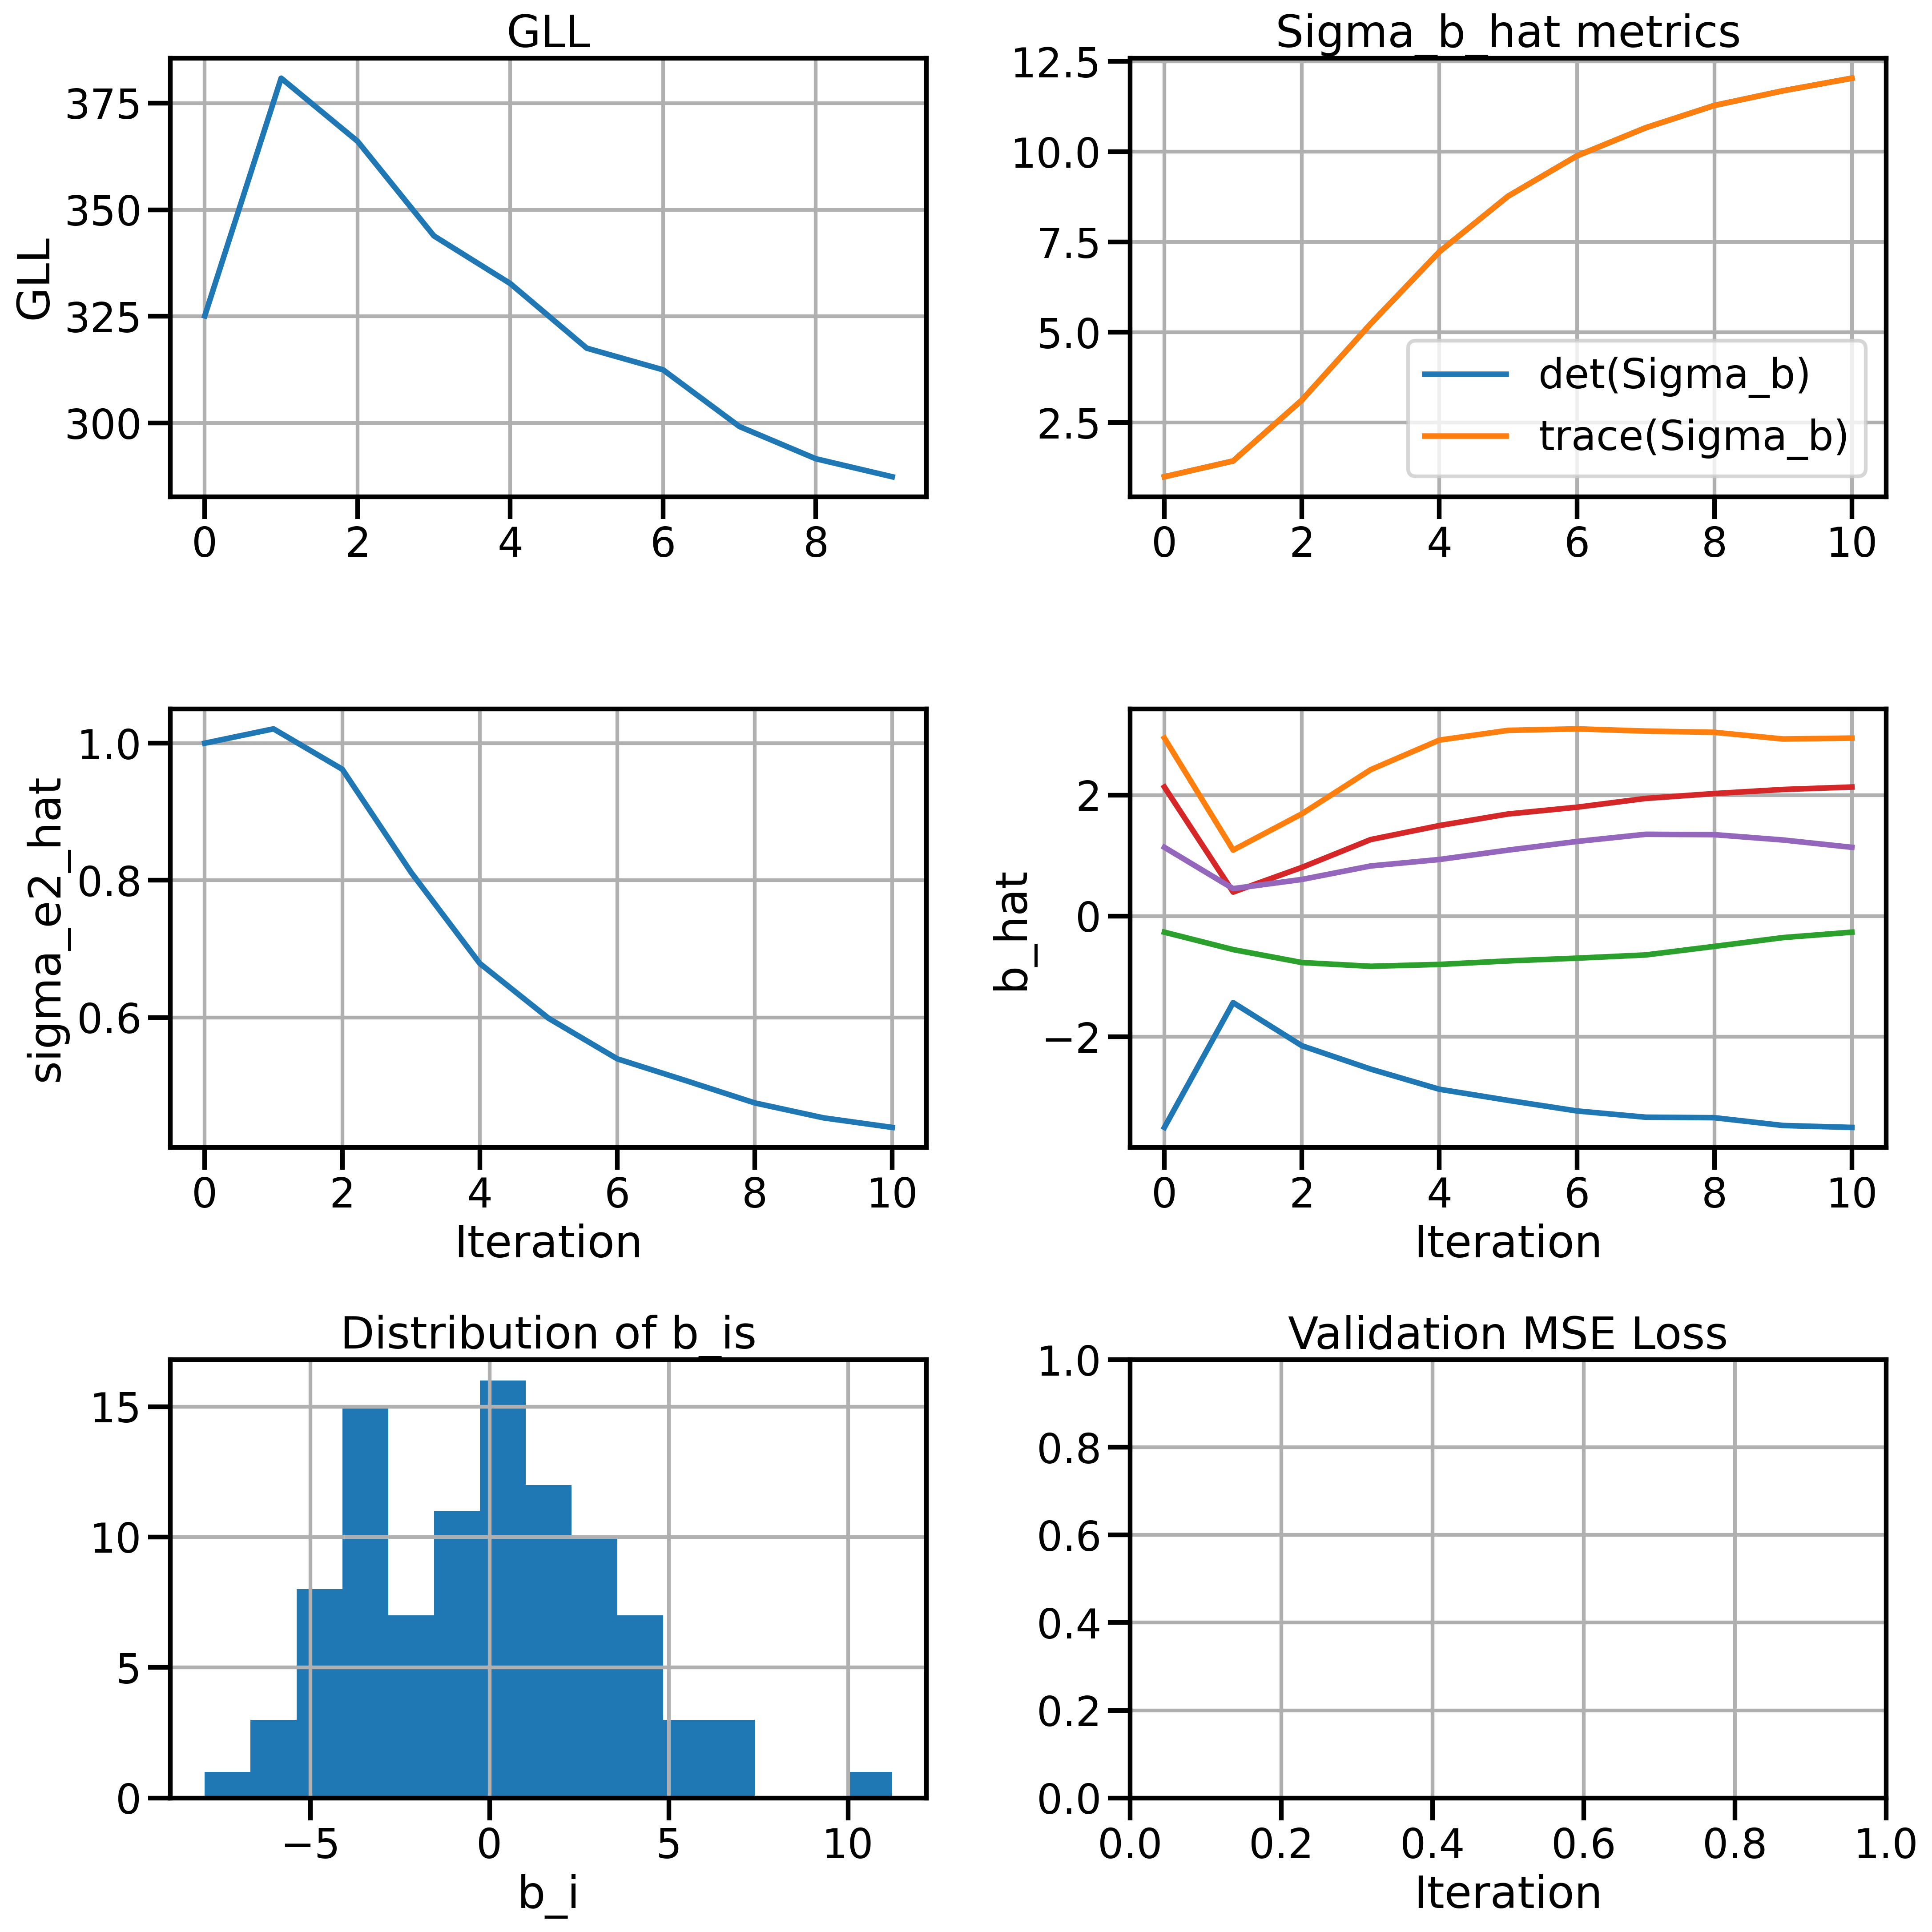 GLL
GLL
375
350
325
300
0 2 4 6 8
Sigma_b_hat metrics
12.5
10.0
7.5
5.0
2.5
det(Sigma_b)
trace(Sigma_b)
0 2 4 6 8 10
sigma_e2_hat
1.0
0.8
0.6
0 2 4 6 8 10
Iteration
b_hat
2
0
−2
0 2 4 6 8 10
Iteration
Distribution of b_is
15
10
5
0
−5 0 5 10
b_i
Validation MSE Loss
1.0
0.8
0.6
0.4
0.2
0.0
0.0 0.2 0.4 0.6 0.8 1.0
Iteration